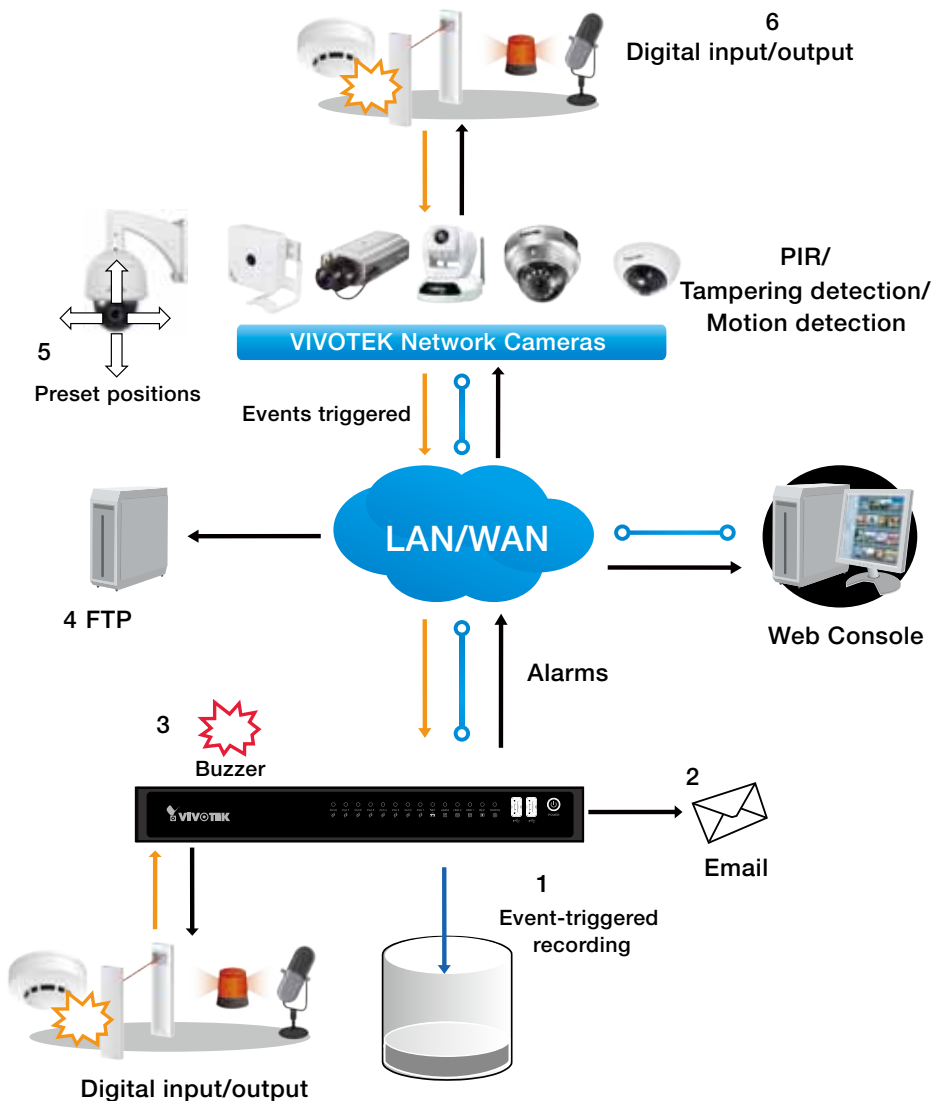 6
Digital input/output
PIR/
Tampering detection/
Motion detection
VIVOTEK Network Cameras
5
Preset positions
Events triggered
LAN/WAN
4 FTP
Web Console
Alarms
3
Buzzer
VIVOTEK
POWER
2
Email
1
Event-triggered
recording
Digital input/output